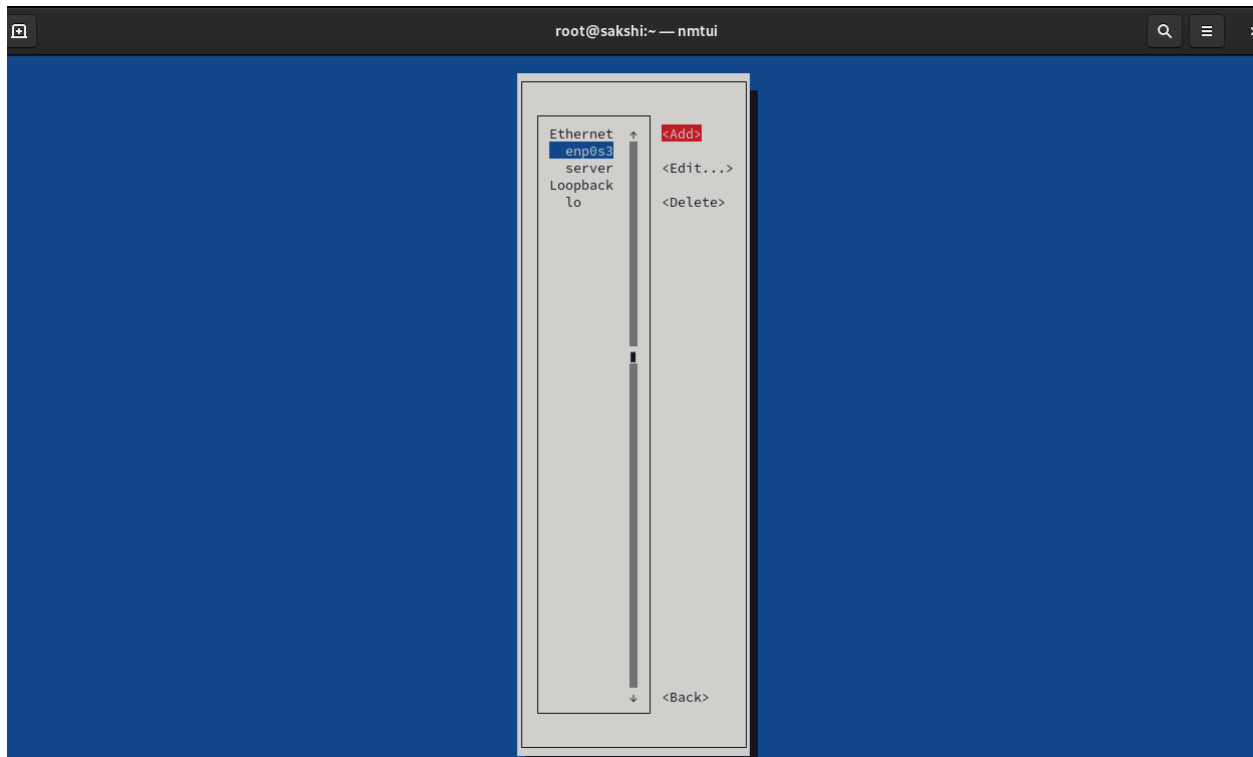 root@sakshi:~ — nmtui
Ethernet ↑ <Add>
enp0s3
server <Edit...>
Loopback
lo <Delete>
↓ <Back>